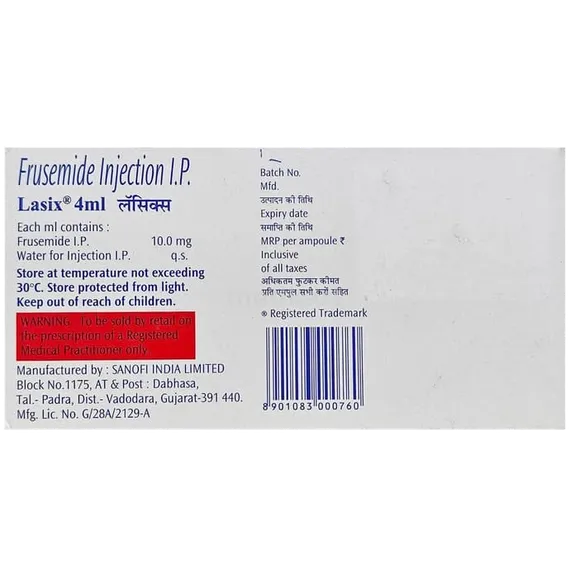 Frusemide Injection I.P.
Lasix® 4ml लॅसिक्स
Each ml contains :
Frusemide I.P. 10.0 mg
Water for Injection I.P. q.s.
Store at temperature not exceeding
30°C. Store protected from light.
Keep out of reach of children.
WARNING: To be sold by retail on
the prescription of a Registered
Medical Practitioner only.
Manufactured by : SANOFI INDIA LIMITED
Block No.1175, AT & Post : Dabhasa,
Tal.- Padra, Dist.- Vadodara, Gujarat-391 440.
Mfg. Lic. No. G/28A/2129-A
Batch No.
Mfd.
उत्पादन की तिथि
Expiry date
समाप्ति की तिथि
MRP per ampoule ₹
Inclusive
of all taxes
अधिकतम फुटकर कीमत
प्रति एम्पुल सभी करों सहित
® Registered Trademark
8901083 000760